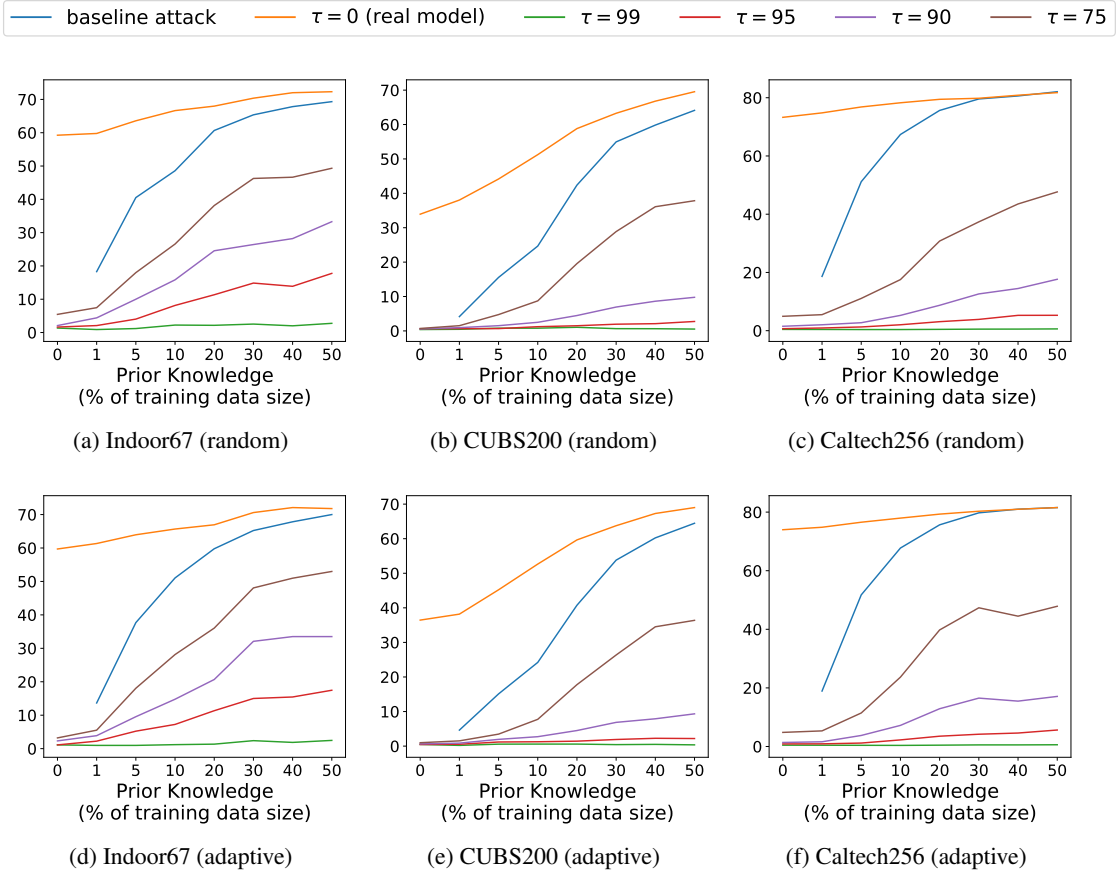 baseline attack τ = 0 (real model) τ = 99 τ = 95 τ = 90 τ = 75
70
60
50
40
30
20
10
0
0 1 5 10 20 30 40 50
Prior Knowledge
(% of training data size)
(a) Indoor67 (random)
70
60
50
40
30
20
10
0
0 1 5 10 20 30 40 50
Prior Knowledge
(% of training data size)
(b) CUBS200 (random)
80
60
40
20
0
0 1 5 10 20 30 40 50
Prior Knowledge
(% of training data size)
(c) Caltech256 (random)
70
60
50
40
30
20
10
0
0 1 5 10 20 30 40 50
Prior Knowledge
(% of training data size)
(d) Indoor67 (adaptive)
70
60
50
40
30
20
10
0
0 1 5 10 20 30 40 50
Prior Knowledge
(% of training data size)
(e) CUBS200 (adaptive)
80
60
40
20
0
0 1 5 10 20 30 40 50
Prior Knowledge
(% of training data size)
(f) Caltech256 (adaptive)